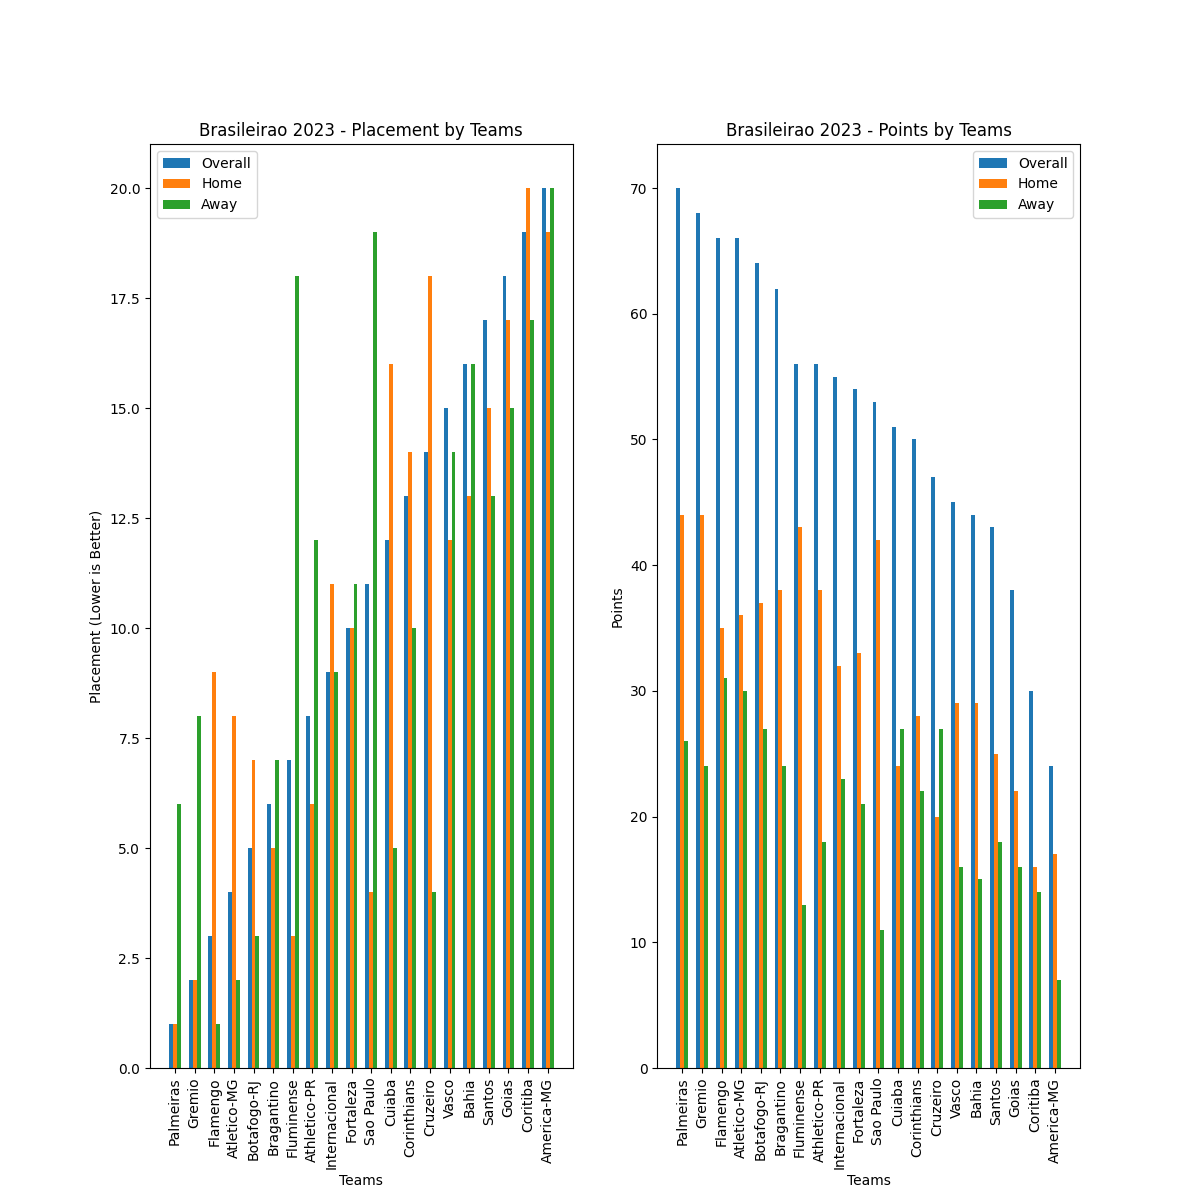 Brasileirao 2023 - Placement by Teams
Overall
Home
Away
20.0
17.5
15.0
12.5
10.0
7.5
5.0
2.5
0.0
Placement (Lower is Better)
Palmeiras
Gremio
Flamengo
Atletico-MG
Botafogo-RJ
Bragantino
Fluminense
Athletico-PR
Internacional
Fortaleza
Sao Paulo
Cuiaba
Corinthians
Cruzeiro
Vasco
Bahia
Santos
Goias
Coritiba
America-MG
Teams
Brasileirao 2023 - Points by Teams
Overall
Home
Away
70
60
50
40
30
20
10
0
Points
Palmeiras
Gremio
Flamengo
Atletico-MG
Botafogo-RJ
Bragantino
Fluminense
Athletico-PR
Internacional
Fortaleza
Sao Paulo
Cuiaba
Corinthians
Cruzeiro
Vasco
Bahia
Santos
Goias
Coritiba
America-MG
Teams